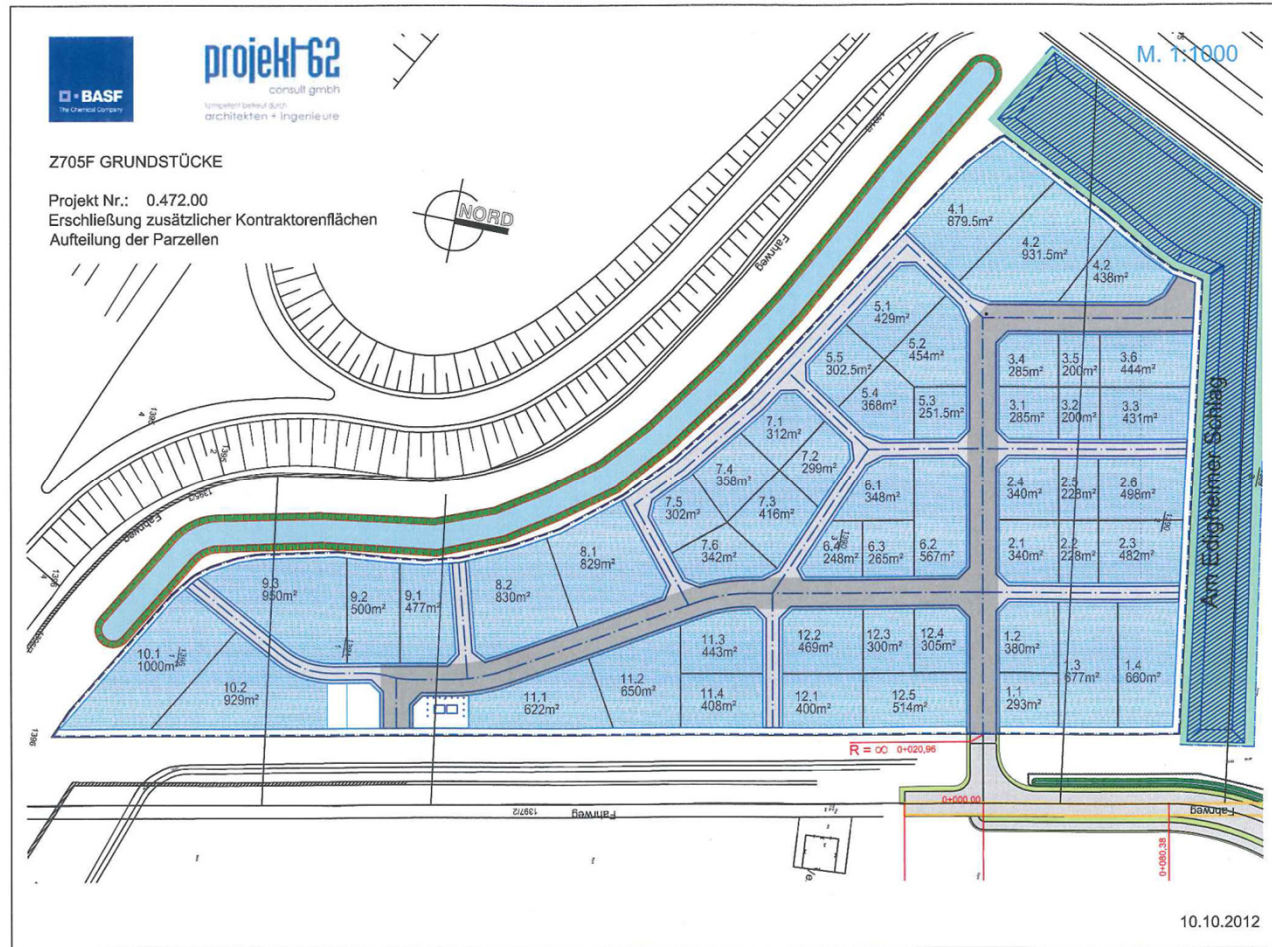 BASF
The Chemical Company
projekt 62
consult gmbh
kompetent betreut durch
architekten + ingenieure
M. 1:1000
Z705F GRUNDSTÜCKE
Projekt Nr.: 0.472.00
Erschließung zusätzlicher Kontraktorenflächen
Aufteilung der Parzellen
NORD
Fahrweg
4.1
879.5m²
4.2
931.5m²
4.2
438m²
5.1
429m²
5.2
454m²
5.5
302.5m²
5.4
368m²
5.3
251.5m²
3.4
285m²
3.5
200m²
3.6
444m²
3.1
285m²
3.2
200m²
3.3
431m²
7.1
312m²
7.2
299m²
7.4
358m²
7.3
416m²
7.5
302m²
7.6
342m²
6.1
348m²
6.4
248m²
6.3
265m²
6.2
567m²
2.4
340m²
2.5
228m²
2.6
498m²
2.1
340m²
2.2
228m²
2.3
482m²
Am Edigheimer Schlag
8.1
829m²
8.2
830m²
9.3
950m²
9.2
500m²
9.1
477m²
10.1
1000m²
10.2
929m²
11.3
443m²
11.2
650m²
11.1
622m²
11.4
408m²
12.2
469m²
12.3
300m²
12.4
305m²
12.1
400m²
12.5
514m²
1.2
380m²
1.1
293m²
1.3
677m²
1.4
660m²
Fahrweg
1395/3
1396
R = ∞ 0+020,96
0+000.00
0+080,38
1397/2
Fahrweg
Fahrweg
10.10.2012